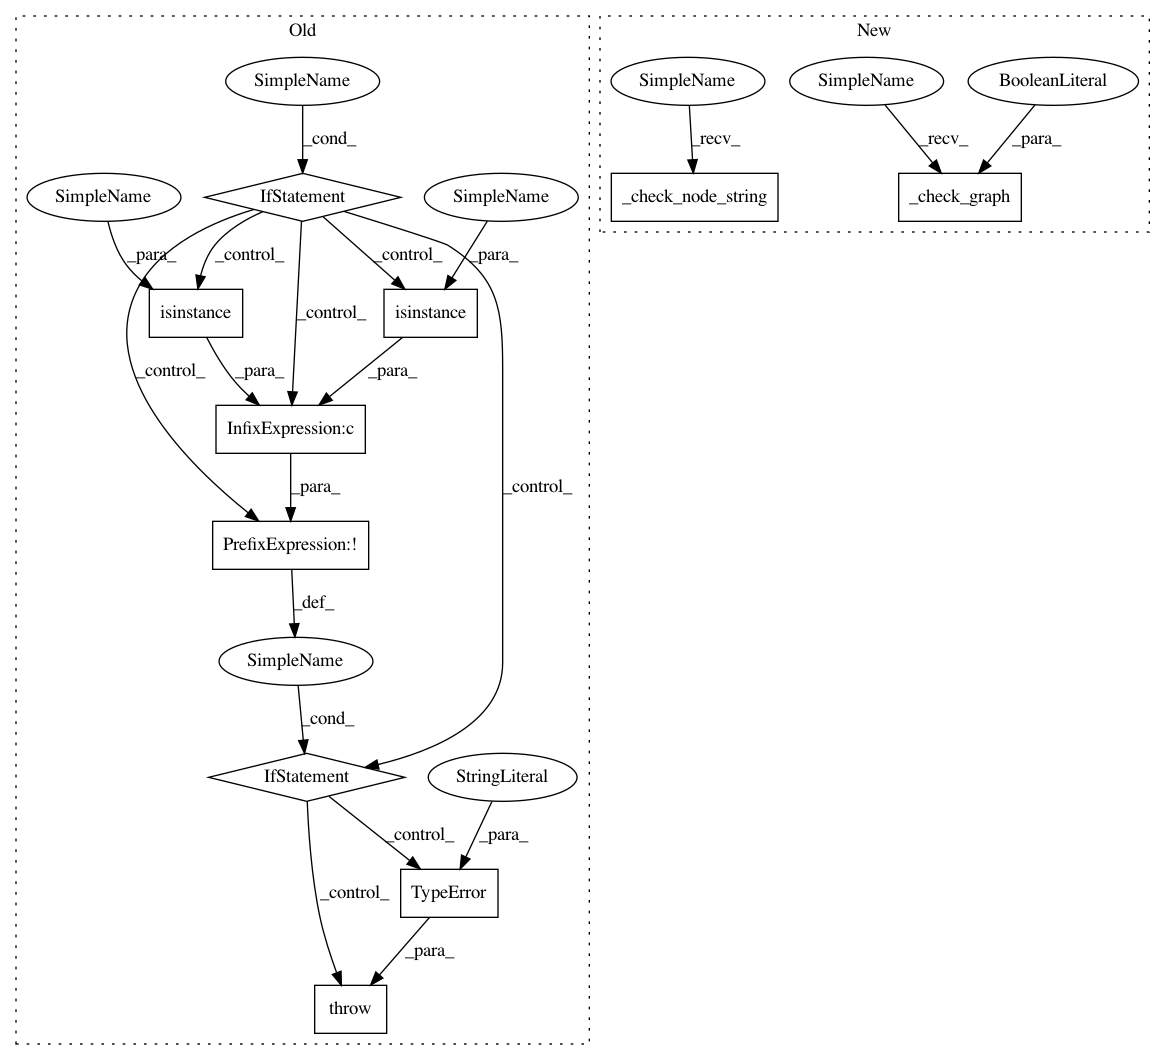 Old
New
SimpleName
SimpleName
SimpleName
BooleanLiteral
_cond_
_recv_
_recv_
_para_
SimpleName
IfStatement
SimpleName
_check_node_string
_check_graph
_para_
_control_
_control_
_para_
isinstance
_control_
isinstance
_control_
_para_
_para_
InfixExpression:c
_para_
_control_
PrefixExpression:!
_def_
SimpleName
_cond_
IfStatement
StringLiteral
_control_
_para_
_control_
TypeError
_para_
throw